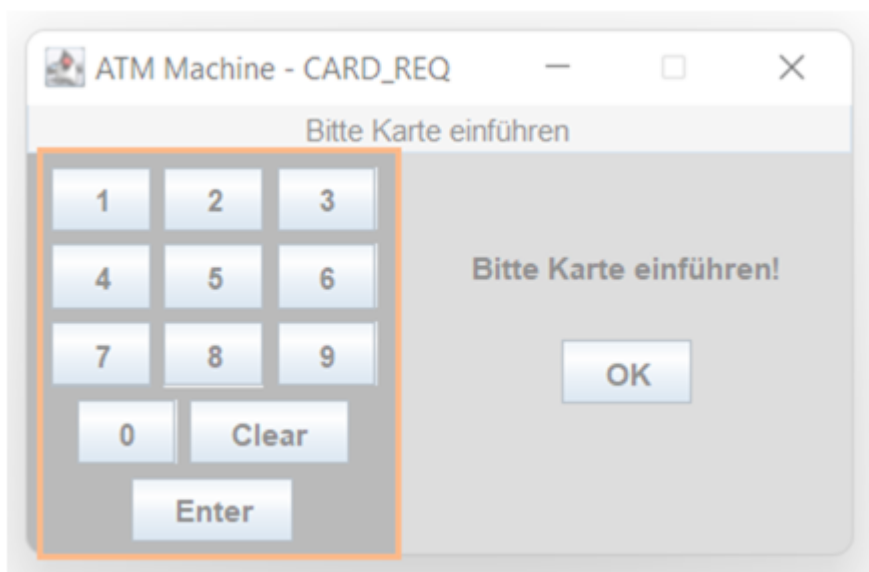 ATM Machine - CARD_REQ
Bitte Karte einführen
1 2 3
4 5 6
7 8 9
0 Clear
Enter
Bitte Karte einführen!
OK